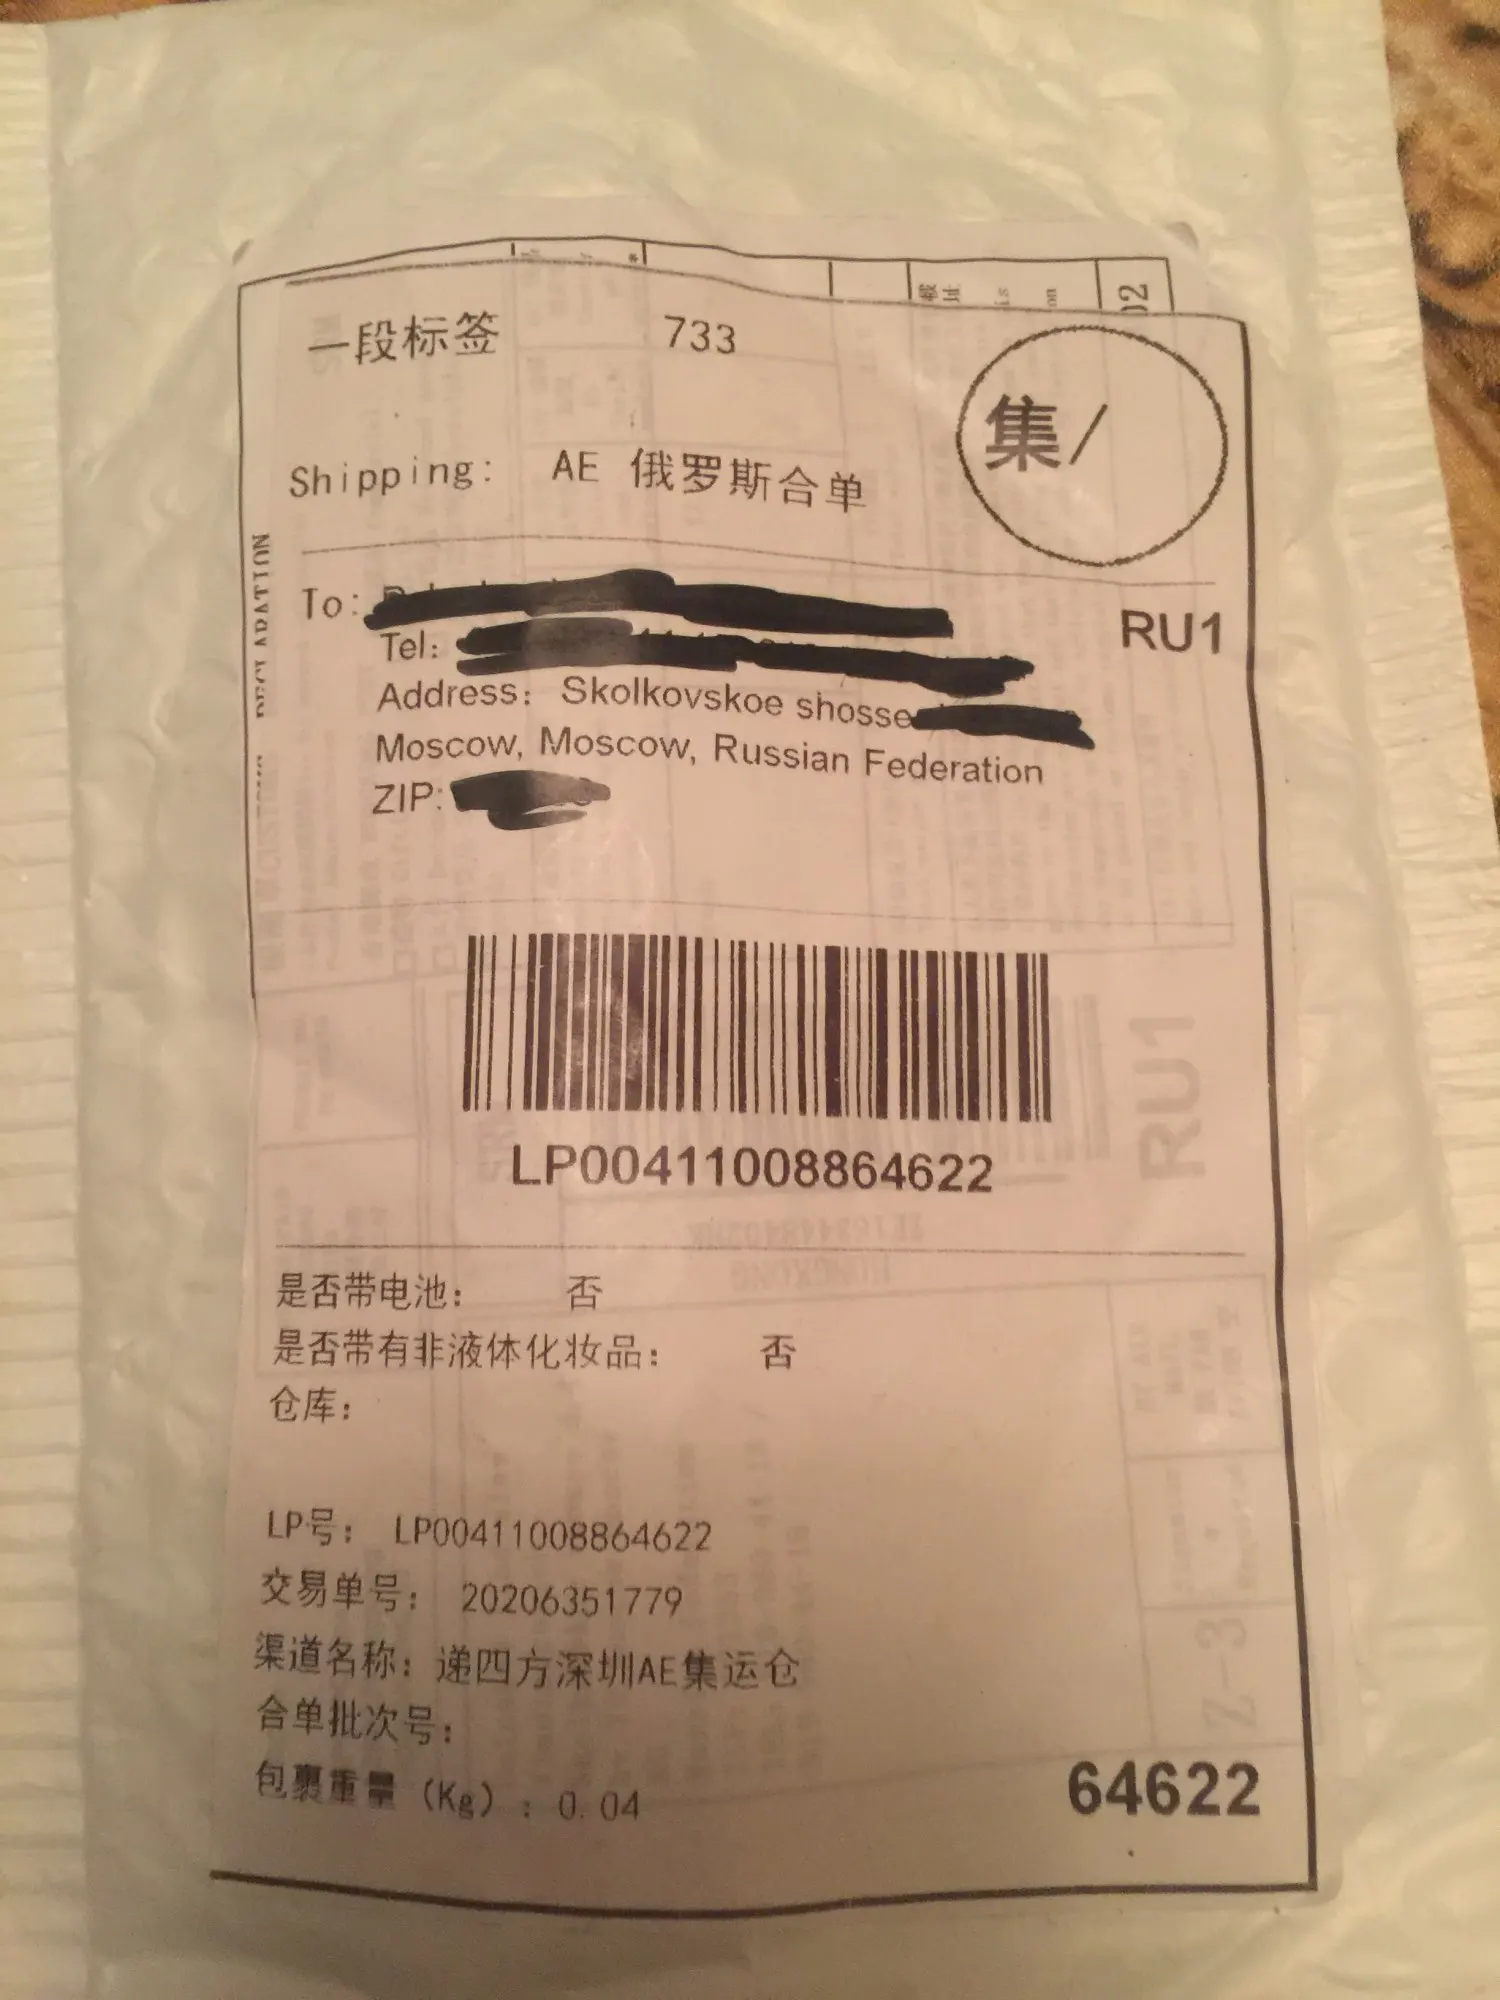 一段标签 733
集/
Shipping: AE 俄罗斯合单
To:
RU1
Tel:
Address: Skolkovskoe shosse
Moscow, Moscow, Russian Federation
ZIP:
LP00411008864622
是否带电池: 否
是否带有非液体化妆品: 否
仓库:
LP号: LP00411008864622
交易单号: 20206351779
渠道名称: 递四方深圳AE集运仓
合单批次号:
包裹重量 (Kg) : 0.04
64622